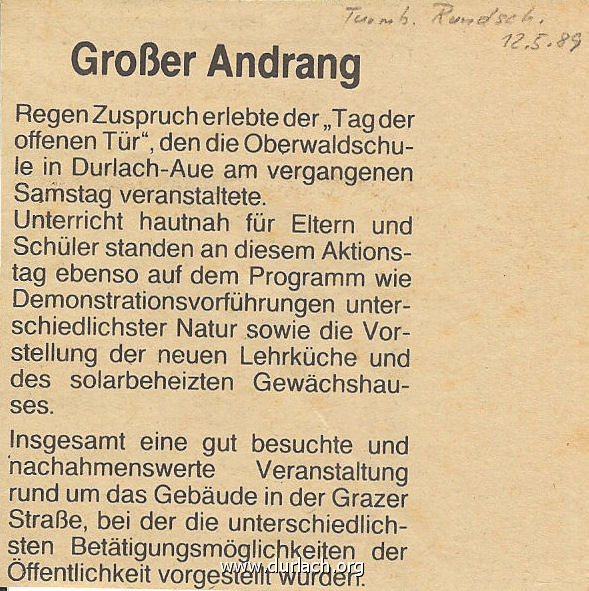 Turmb. Rundsch.
12.5.89
Großer Andrang
Regen Zuspruch erlebte der „Tag der
offenen Tür“, den die Oberwaldschu-
le in Durlach-Aue am vergangenen
Samstag veranstaltete.
Unterricht hautnah für Eltern und
Schüler standen an diesem Aktions-
tag ebenso auf dem Programm wie
Demonstrationsvorführungen unter-
schiedlichster Natur sowie die Vor-
stellung der neuen Lehrküche und
des solarbeheizten Gewächshau-
ses.
Insgesamt eine gut besuchte und
nachahmenswerte Veranstaltung
rund um das Gebäude in der Grazer
Straße, bei der die unterschiedlich-
sten Betätigungsmöglichkeiten der
Öffentlichkeit vorgestellt wurden.
www.durlach.org